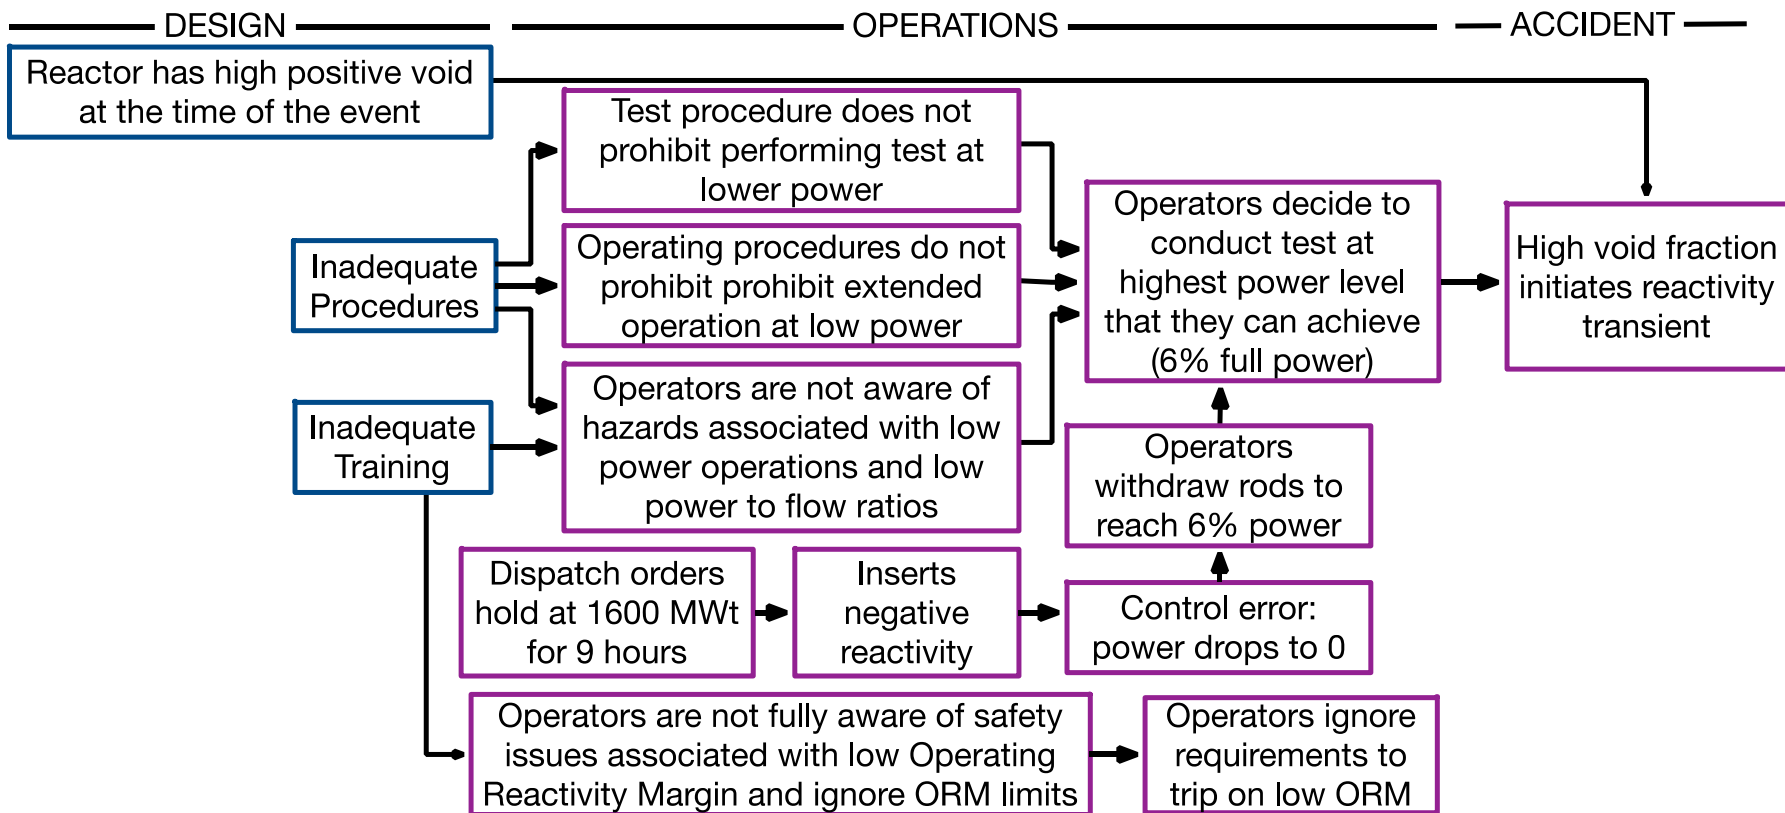 DESIGN
OPERATIONS
ACCIDENT
Reactor has high positive void
at the time of the event
Test procedure does not
prohibit performing test at
lower power
Inadequate
Procedures
Operating procedures do not
prohibit prohibit extended
operation at low power
Operators decide to
conduct test at
highest power level
that they can achieve
(6% full power)
High void fraction
initiates reactivity
transient
Inadequate
Training
Operators are not aware of
hazards associated with low
power operations and low
power to flow ratios
Operators
withdraw rods to
reach 6% power
Dispatch orders
hold at 1600 MWt
for 9 hours
Inserts
negative
reactivity
Control error:
power drops to 0
Operators are not fully aware of safety
issues associated with low Operating
Reactivity Margin and ignore ORM limits
Operators ignore
requirements to
trip on low ORM